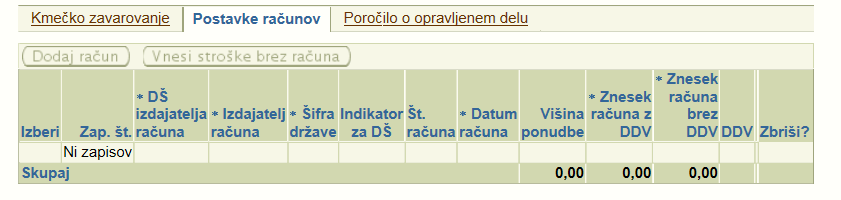 Kmečko zavarovanje Postavke računov Poročilo o opravljenem delu
Dodaj račun Vnesi stroške brez računa
Izberi Zap. št. * DŠ izdajatelja računa * Izdajatelj računa * Šifra države Indikator za DŠ Št. računa * Datum računa Višina ponudbe * Znesek računa z DDV * Znesek računa brez DDV DDV Zbriši?
Ni zapisov
Skupaj 0,00 0,00 0,00